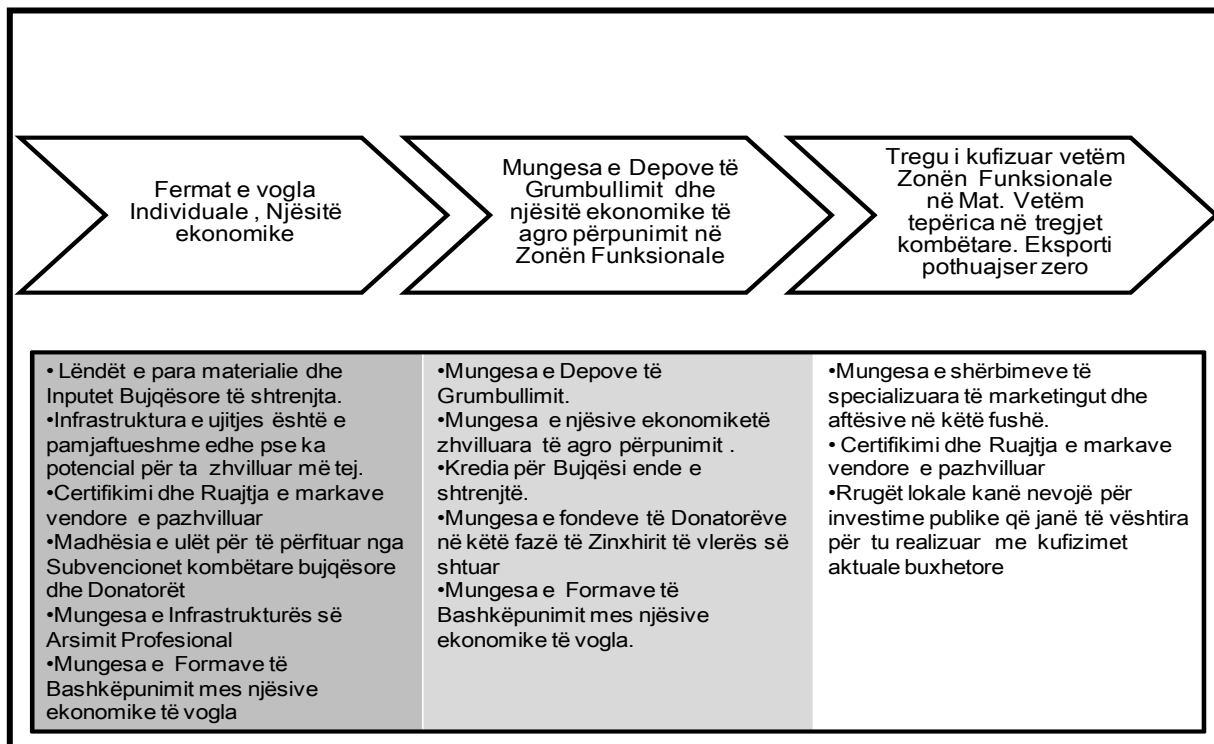 Fermat e vogla
Individuale , Njësitë
ekonomike
Mungesa e Depove të
Grumbullimit dhe
njësitë ekonomike të
agro përpunimit në
Zonën Funksionale
Tregu i kufizuar vetëm
Zonën Funksionale
në Mat. Vetëm
tepërica në tregjet
kombëtare. Eksporti
pothuajser zero
• Lëndët e para materialie dhe
Inputet Bujqësore të shtrenjta.
•Infrastruktura e ujitjes është e
pamjaftueshme edhe pse ka
potencial për ta zhvilluar më tej.
•Certifikimi dhe Ruajtja e markave
vendore e pazhvilluar
•Madhësia e ulët për të përfituar nga
Subvencionet kombëtare bujqësore
dhe Donatorët
•Mungesa e Infrastrukturës së
Arsimit Profesional
•Mungesa e Formave të
Bashkëpunimit mes njësive
ekonomike të vogla
•Mungesa e Depove të
Grumbullimit.
•Mungesa e njësive ekonomiketë
zhvilluara të agro përpunimit .
•Kredia për Bujqësi ende e
shtrenjtë.
•Mungesa e fondeve të Donatorëve
në këtë fazë të Zinxhirit të vlerës së
shtuar
•Mungesa e Formave të
Bashkëpunimit mes njësive
ekonomike të vogla.
•Mungesa e shërbimeve të
specializuara të marketingut dhe
aftësive në këtë fushë.
• Certifikimi dhe Ruajtja e markave
vendore e pazhvilluar
•Rrugët lokale kanë nevojë për
investime publike që janë të vështira
për tu realizuar me kufizimet
aktuale buxhetore